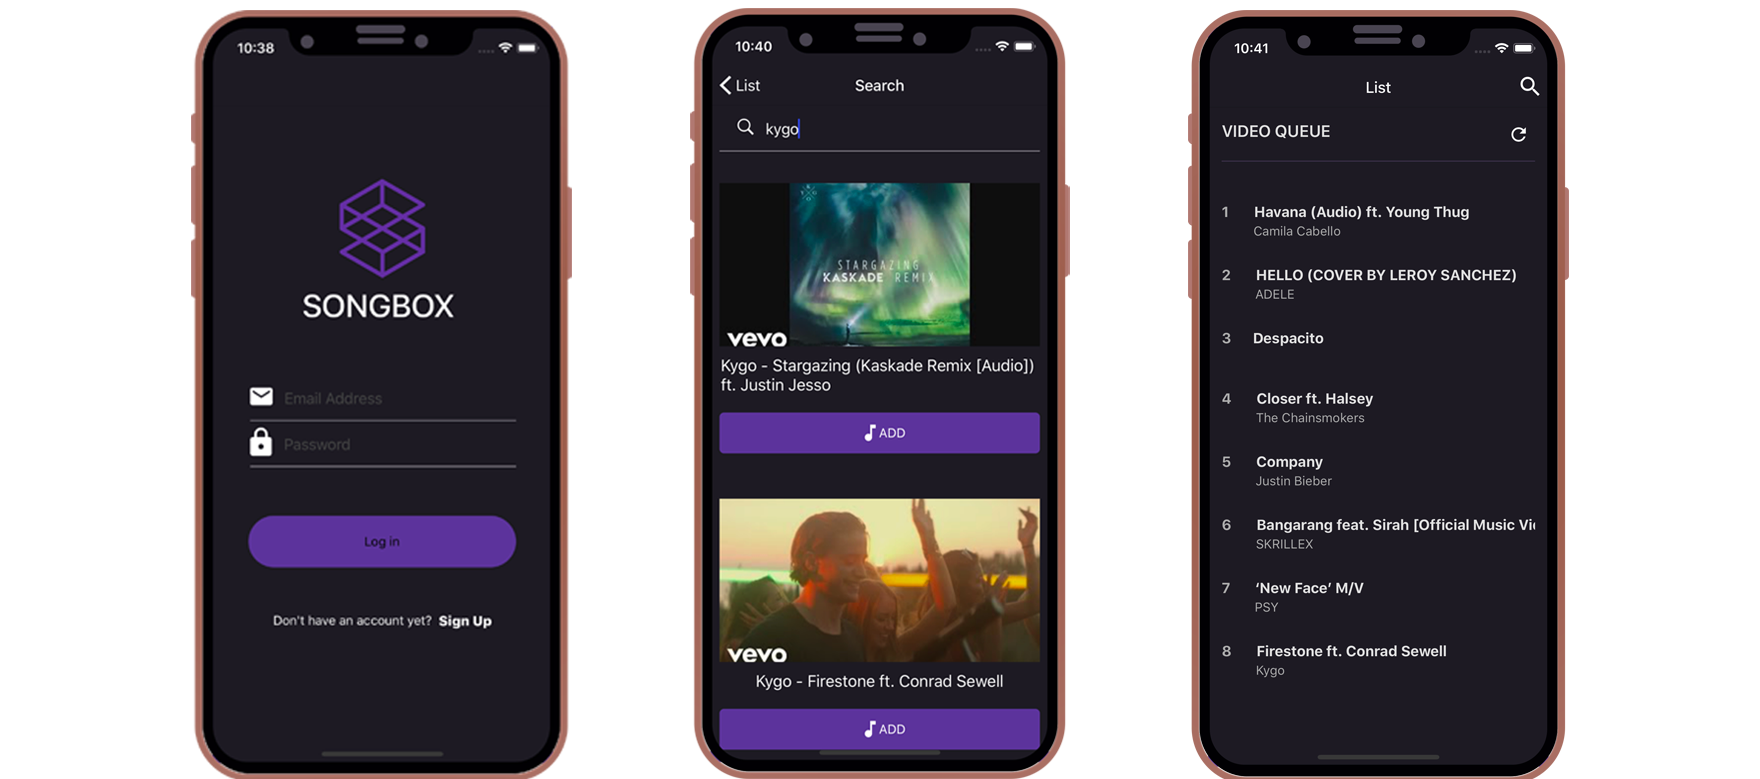 10:38
SONGBOX
Email Address
Password
Log in
Don't have an account yet? Sign Up
10:40
List
Search
kygo
STARGAZING
KASKADE REMIX
vevo
Kygo - Stargazing (Kaskade Remix [Audio])
ft. Justin Jesso
ADD
vevo
Kygo - Firestone ft. Conrad Sewell
ADD
10:41
List
VIDEO QUEUE
1 Havana (Audio) ft. Young Thug
Camila Cabello
2 HELLO (COVER BY LEROY SANCHEZ)
ADELE
3 Despacito
4 Closer ft. Halsey
The Chainsmokers
5 Company
Justin Bieber
6 Bangarang feat. Sirah [Official Music Vi
SKRILLEX
7 ‘New Face’ M/V
PSY
8 Firestone ft. Conrad Sewell
Kygo